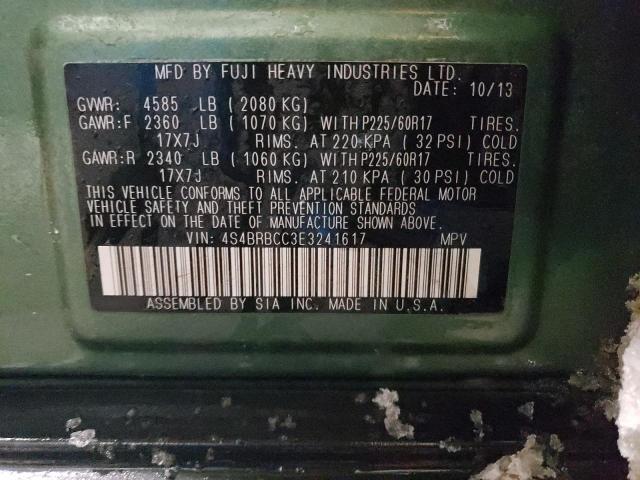 MFD BY FUJI HEAVY INDUSTRIES LTD.
DATE: 10/13
GVWR: 4585 LB (2080 KG)
GAWR:F 2360 LB (1070 KG) WITH P225/60R17 TIRES.
17X7J RIMS. AT 220 KPA (32 PSI) COLD
GAWR:R 2340 LB (1060 KG) WITH P225/60R17 TIRES.
17X7J RIMS. AT 210 KPA (30 PSI) COLD
THIS VEHICLE CONFORMS TO ALL APPLICABLE FEDERAL MOTOR
VEHICLE SAFETY AND THEFT PREVENTION STANDARDS
IN EFFECT ON THE DATE OF MANUFACTURE SHOWN ABOVE.
VIN: 4S4BRBCC3E3241617 MPV
ASSEMBLED BY SIA INC. MADE IN U.S.A.